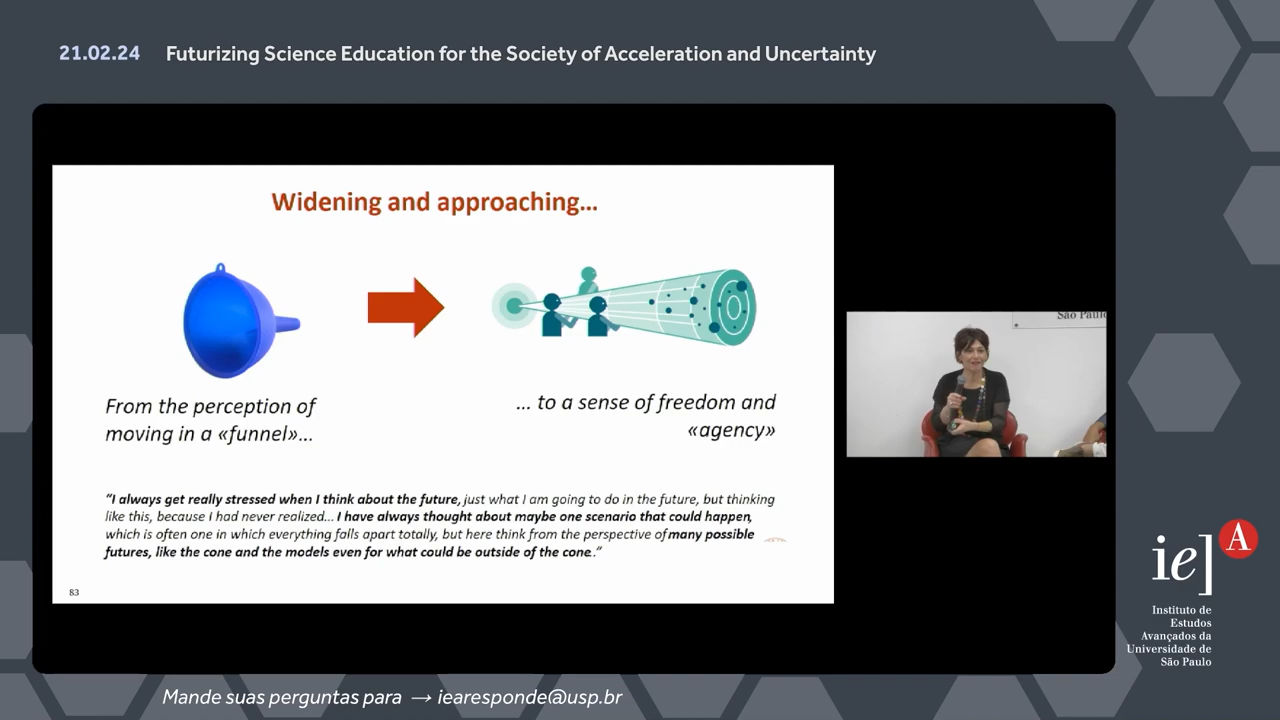 21.02.24 Futurizing Science Education for the Society of Acceleration and Uncertainty
Widening and approaching...
From the perception of
moving in a «funnel»...
... to a sense of freedom and
«agency»
"I always get really stressed when I think about the future, just what I am going to do in the future, but thinking
like this, because I had never realized... I have always thought about maybe one scenario that could happen,
which is often one in which everything falls apart totally, but here think from the perspective of many possible
futures, like the cone and the models even for what could be outside of the cone.."
83
São Paulo
ie] A
Instituto de
Estudos
Avançados da
Universidade de
São Paulo
Mande suas perguntas para → iearesponde@usp.br